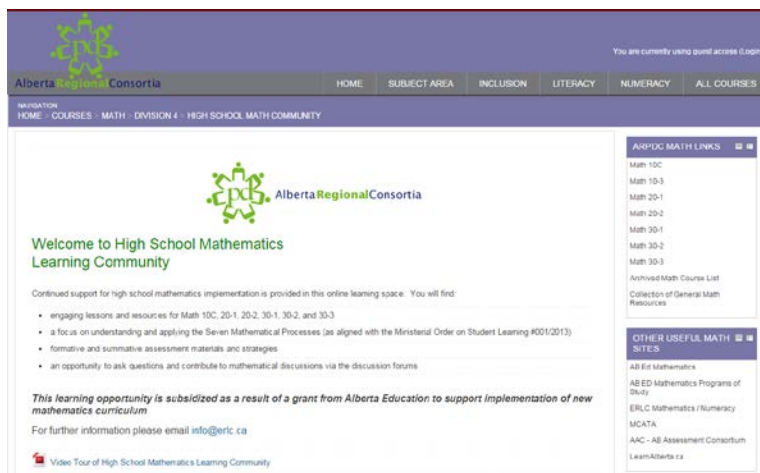 pdc
You are currently using guest access (Login
Alberta Regional Consortia
HOME SUBJECT AREA INCLUSION LITERACY NUMERACY ALL COURSES
NAVIGATION
HOME > COURSES > MATH > DIVISION 4 > HIGH SCHOOL MATH COMMUNITY
pdc AlbertaRegionalConsortia
Welcome to High School Mathematics
Learning Community
Continued support for high school mathematics implementation is provided in this online learning space. You will find:
• engaging lessons and resources for Math 10C, 20-1, 20-2, 30-1, 30-2, and 30-3
• a focus on understanding and applying the Seven Mathematical Processes (as aligned with the Ministerial Order on Student Learning #001/2013)
• formative and summative assessment materials and strategies
• an opportunity to ask questions and contribute to mathematical discussions via the discussion forums
This learning opportunity is subsidized as a result of a grant from Alberta Education to support implementation of new
mathematics curriculum
For further information please email info@erlc.ca
Video Tour of High School Mathematics Learning Community
ARPDC MATH LINKS
Math 10C
Math 10-3
Math 20-1
Math 20-2
Math 30-1
Math 30-2
Math 30-3
Archived Math Course List
Collection of General Math
Resources
OTHER USEFUL MATH
SITES
AB Ed Mathematics
AB ED Mathematics Programs of
Study
ERLC Mathematics / Numeracy
MCATA
AAC - AB Assessment Consortium
LearnAlberta.ca